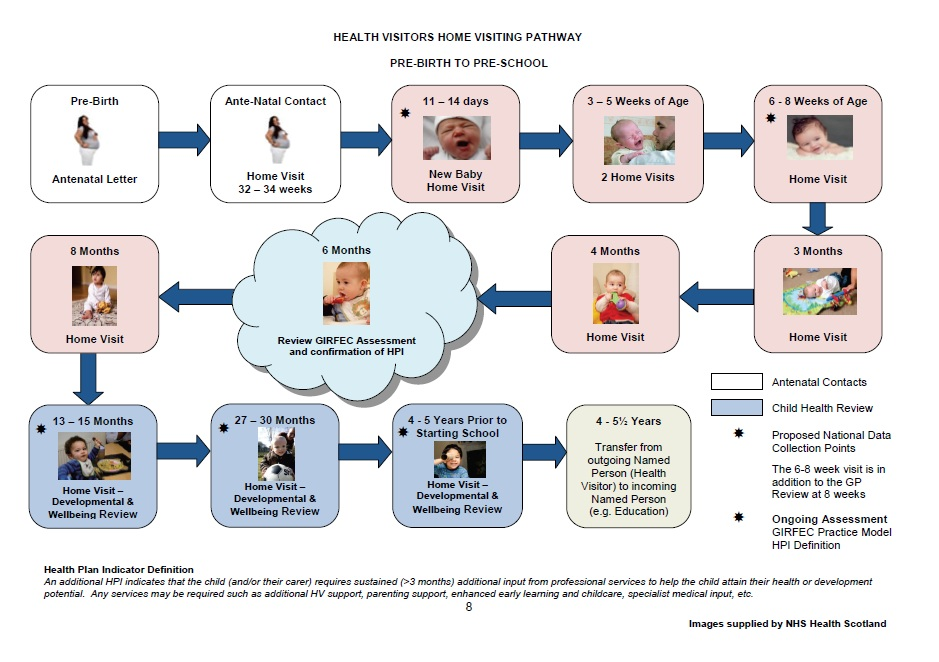 HEALTH VISITORS HOME VISITING PATHWAY
PRE-BIRTH TO PRE-SCHOOL
Pre-Birth
Antenatal Letter
Ante-Natal Contact
Home Visit
32 – 34 weeks
11 – 14 days
New Baby
Home Visit
3 – 5 Weeks of Age
2 Home Visits
6 - 8 Weeks of Age
Home Visit
3 Months
Home Visit
4 Months
Home Visit
6 Months
Review GIRFEC Assessment
and confirmation of HPI
8 Months
Home Visit
13 – 15 Months
Home Visit –
Developmental &
Wellbeing Review
27 – 30 Months
Home Visit –
Developmental &
Wellbeing Review
4 - 5 Years Prior to
Starting School
Home Visit –
Developmental &
Wellbeing Review
4 - 5½ Years
Transfer from
outgoing Named
Person (Health
Visitor) to incoming
Named Person
(e.g. Education)
Antenatal Contacts
Child Health Review
Proposed National Data
Collection Points
The 6-8 week visit is in
addition to the GP
Review at 8 weeks
Ongoing Assessment
GIRFEC Practice Model
HPI Definition
Health Plan Indicator Definition
An additional HPI indicates that the child (and/or their carer) requires sustained (>3 months) additional input from professional services to help the child attain their health or development
potential.  Any services may be required such as additional HV support, parenting support, enhanced early learning and childcare, specialist medical input, etc.
8
Images supplied by NHS Health Scotland